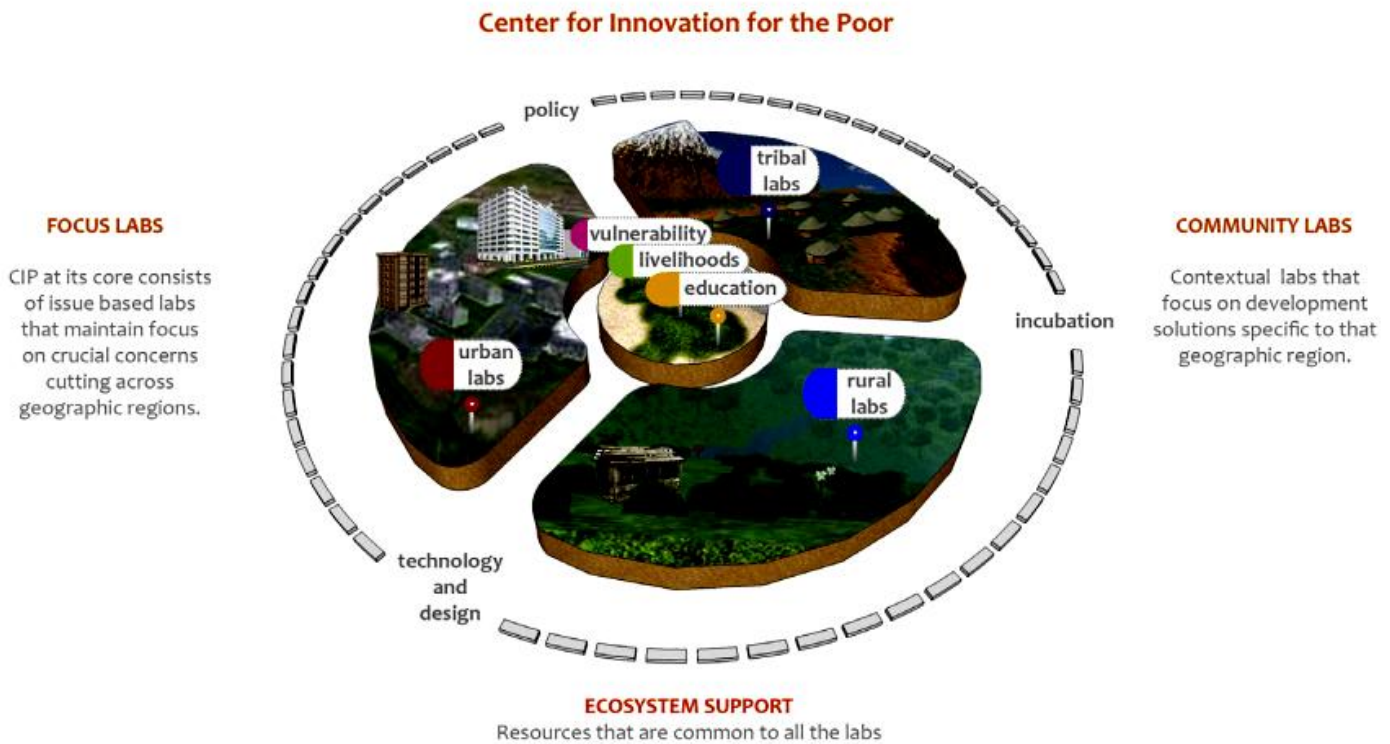 Center for Innovation for the Poor
policy
tribal
labs
FOCUS LABS
CIP at its core consists
of issue based labs
that maintain focus
on crucial concerns
cutting across
geographic regions.
vulnerability
livelihoods
education
COMMUNITY LABS
Contextual labs that
focus on development
solutions specific to that
geographic region.
incubation
urban
labs
rural
labs
technology
and
design
ECOSYSTEM SUPPORT
Resources that are common to all the labs